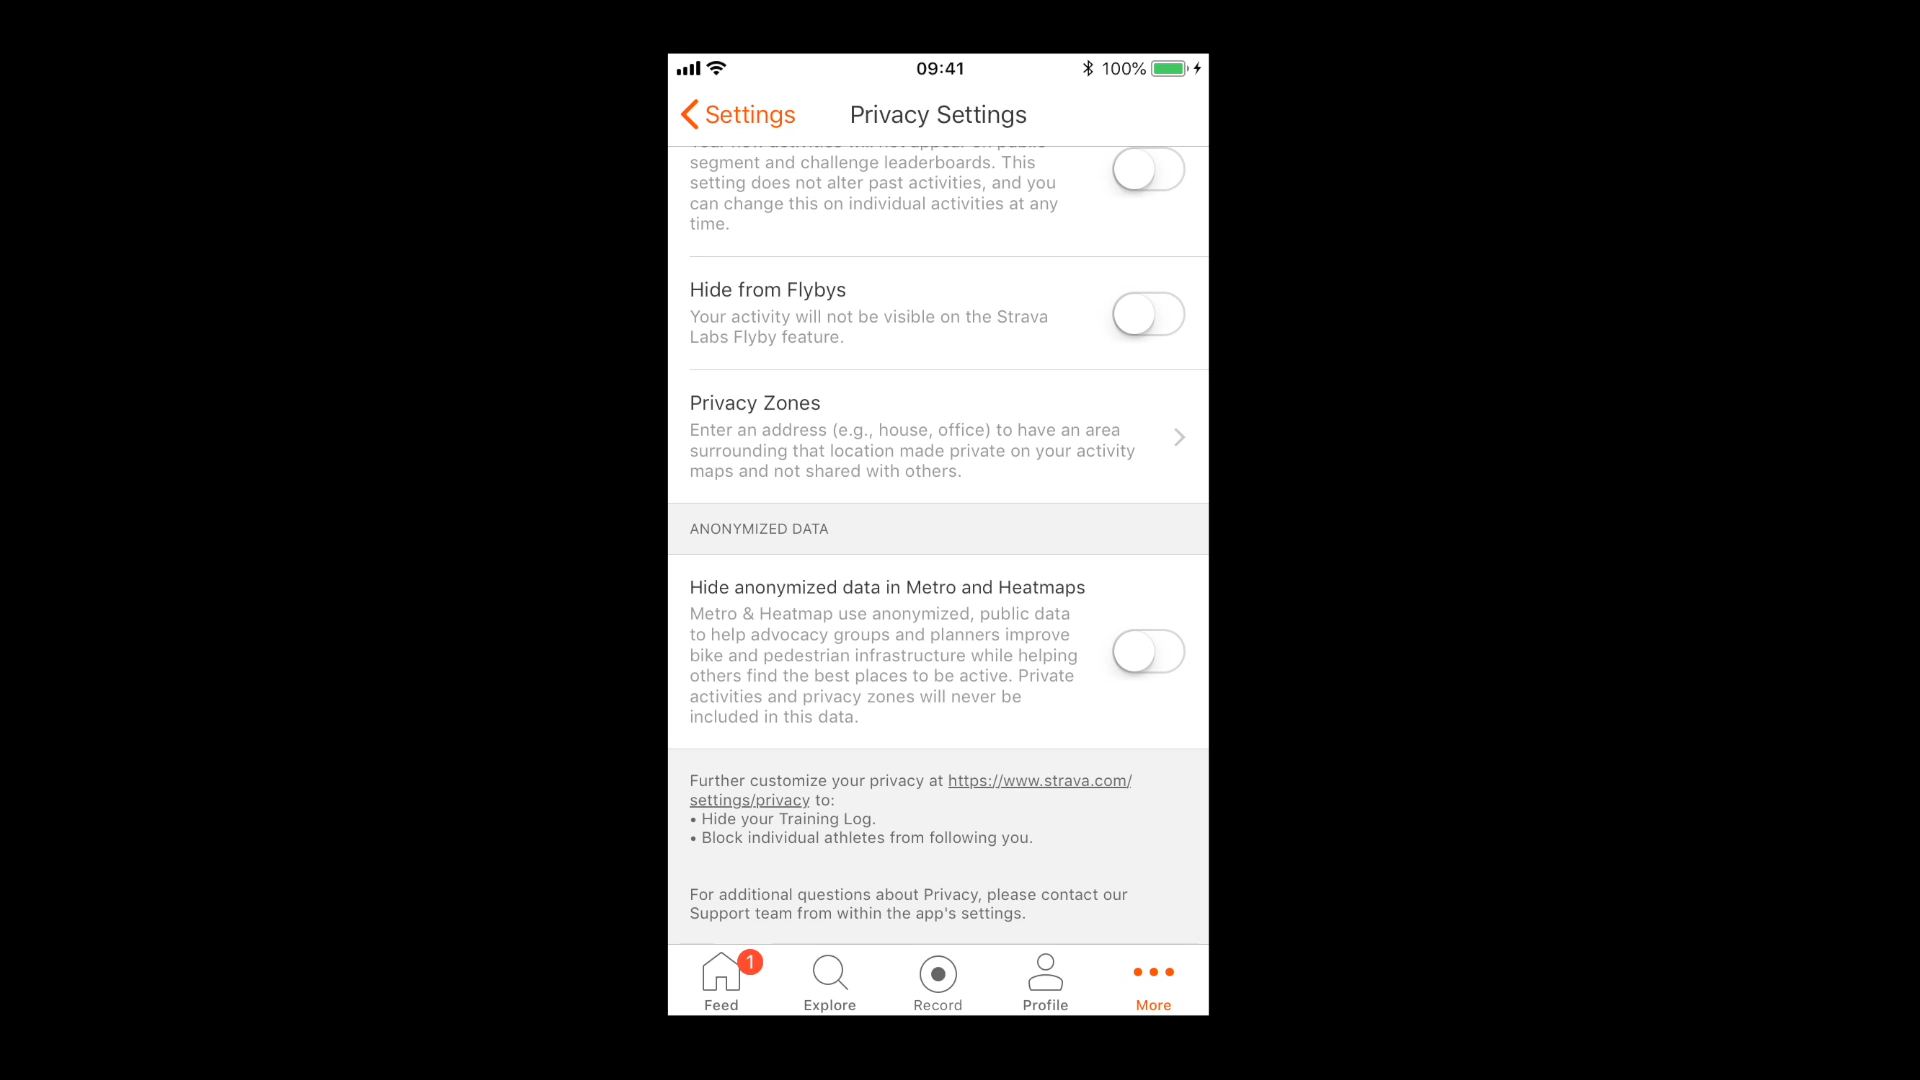 09:41
100%
Settings
Privacy Settings
segment and challenge leaderboards. This
setting does not alter past activities, and you
can change this on individual activities at any
time.
Hide from Flybys
Your activity will not be visible on the Strava
Labs Flyby feature.
Privacy Zones
Enter an address (e.g., house, office) to have an area
surrounding that location made private on your activity
maps and not shared with others.
ANONYMIZED DATA
Hide anonymized data in Metro and Heatmaps
Metro & Heatmap use anonymized, public data
to help advocacy groups and planners improve
bike and pedestrian infrastructure while helping
others find the best places to be active. Private
activities and privacy zones will never be
included in this data.
Further customize your privacy at https://www.strava.com/
settings/privacy to:
• Hide your Training Log.
• Block individual athletes from following you.
For additional questions about Privacy, please contact our
Support team from within the app's settings.
1
Feed
Explore
Record
Profile
More